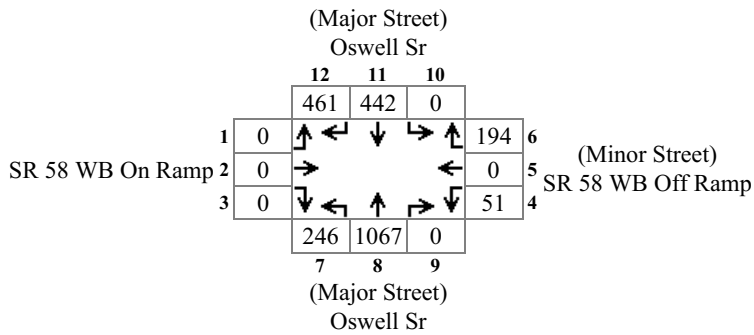 (Major Street)
Oswell Sr
12 11 10
461 442 0
1 0 194 6
SR 58 WB On Ramp 2 0 0 5 (Minor Street)
3 0 51 4 SR 58 WB Off Ramp
246 1067 0
7 8 9
(Major Street)
Oswell Sr